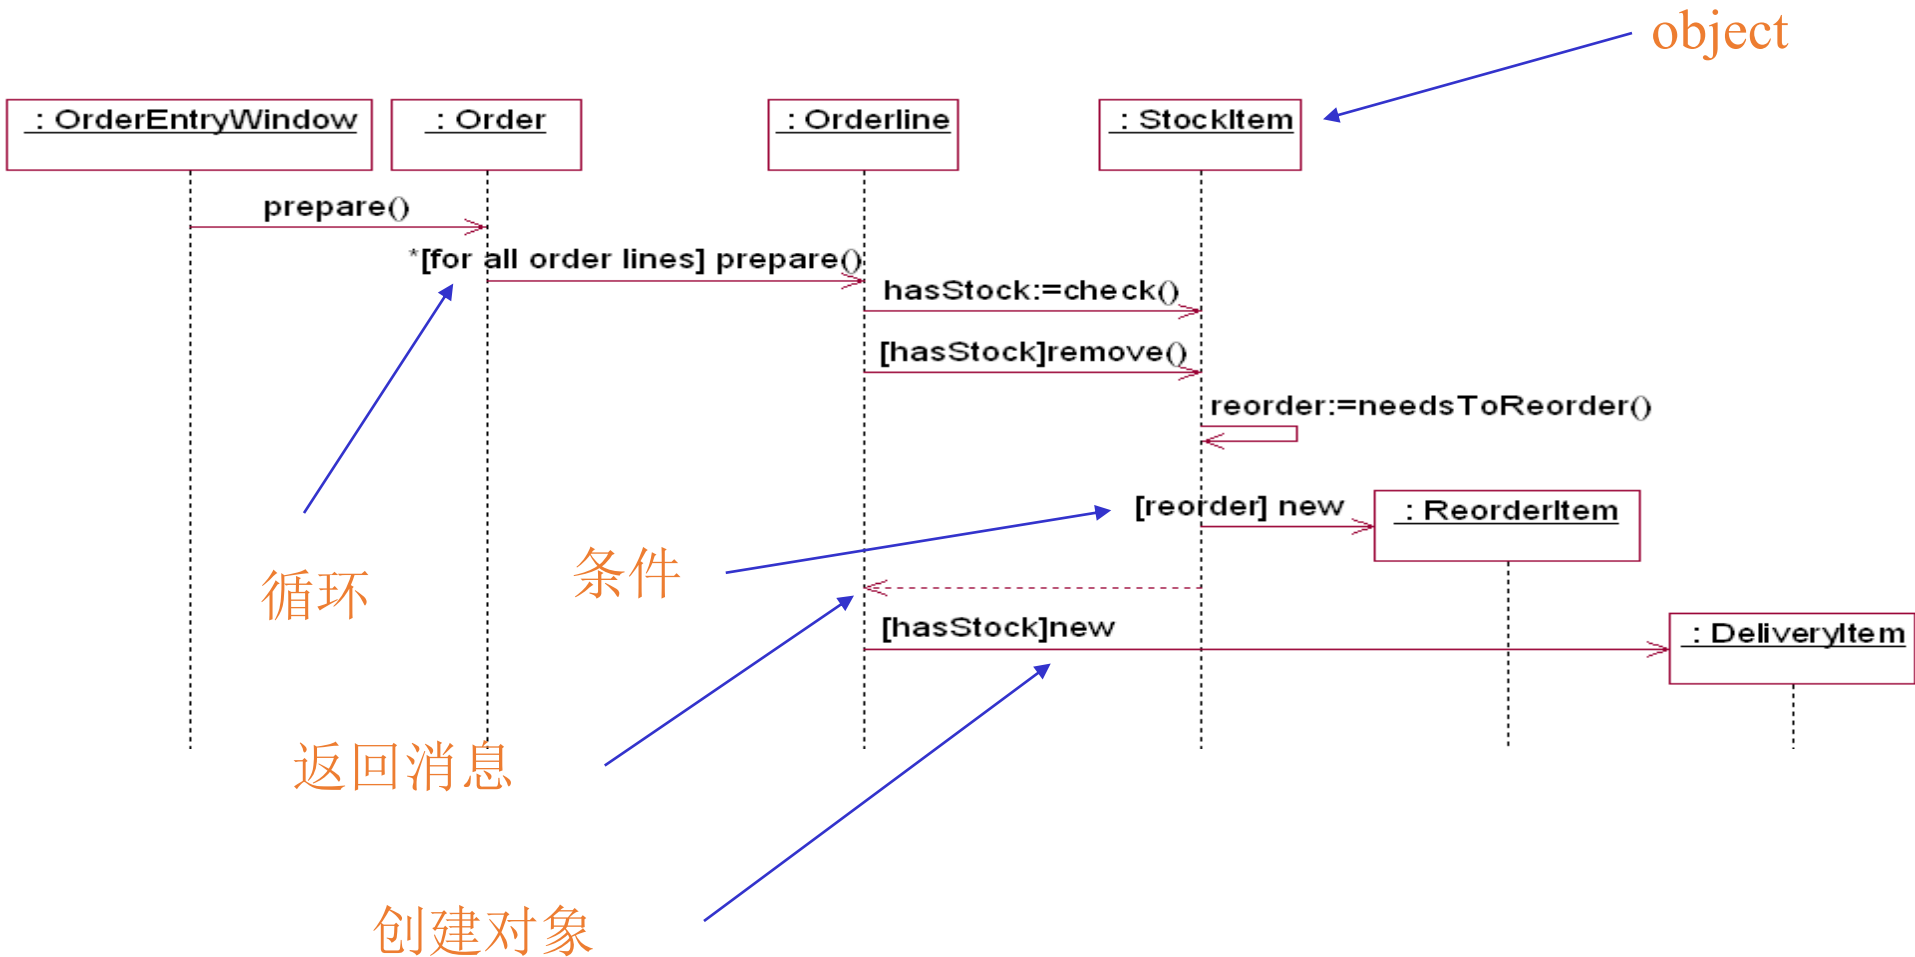 object
: OrderEntryWindow
: Order
: Orderline
: StockItem
prepare()
*[for all order lines] prepare()
hasStock:=check()
[hasStock]remove()
reorder:=needsToReorder()
[reorder] new
: ReorderItem
条件
循环
[hasStock]new
: DeliveryItem
返回消息
创建对象